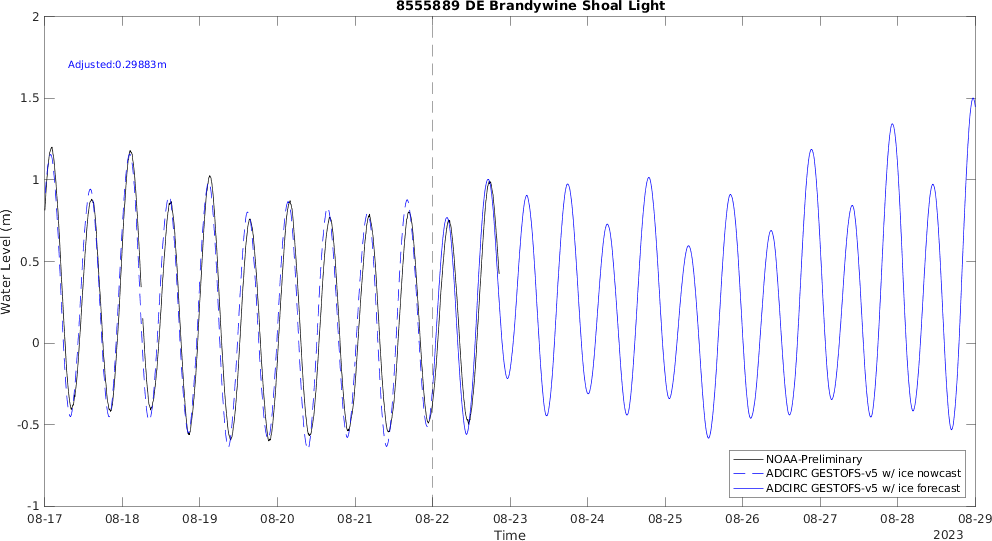 8555889 DE Brandywine Shoal Light
Adjusted:0.29883m
Water Level (m)
2
1.5
1
0.5
0
-0.5
-1
NOAA-Preliminary
ADCIRC GESTOFS-v5 w/ ice nowcast
ADCIRC GESTOFS-v5 w/ ice forecast
08-17 08-18 08-19 08-20 08-21 08-22 08-23 08-24 08-25 08-26 08-27 08-28 08-29
Time
2023